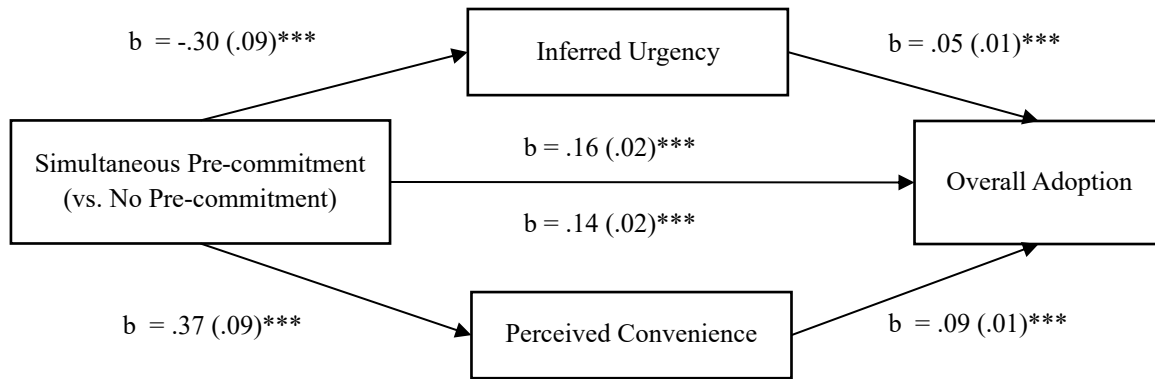 b = -.30 (.09)***
Inferred Urgency
b = .05 (.01)***
Simultaneous Pre-commitment
(vs. No Pre-commitment)
b = .16 (.02)***
b = .14 (.02)***
Overall Adoption
b = .37 (.09)***
Perceived Convenience
b = .09 (.01)***